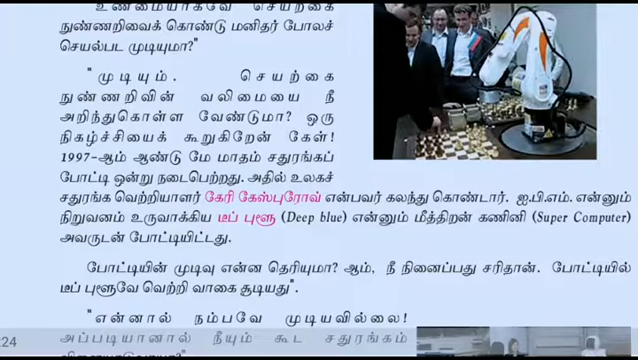 உண்மையாகவே செயற்கை
நுண்ணறிவைக் கொண்டு மனிதர் போலச்
செயல்பட முடியுமா?"
"முடியும். செயற்கை
நுண்ணறிவின் வலிமையை நீ
அறிந்துகொள்ள வேண்டுமா? ஒரு
நிகழ்ச்சியைக் கூறுகிறேன் கேள்!
1997-ஆம் ஆண்டு மே மாதம் சதுரங்கப்
போட்டி ஒன்று நடைபெற்றது. அதில் உலகச்
சதுரங்க வெற்றியாளர் கேரி கேஸ்புரோவ் என்பவர் கலந்து கொண்டார். ஐ.பி.எம். என்னும்
நிறுவனம் உருவாக்கிய டீப் புளூ (Deep blue) என்னும் மீத்திறன் கணினி (Super Computer)
அவருடன் போட்டியிட்டது.
போட்டியின் முடிவு என்ன தெரியுமா? ஆம், நீ நினைப்பது சரிதான். போட்டியில்
டீப் புளூவே வெற்றி வாகை சூடியது".
"என்னால் நம்பவே முடியவில்லை!
அப்படியானால் நீயும் கூட சதுரங்கம்
விளையாடுவாயா?"
:24